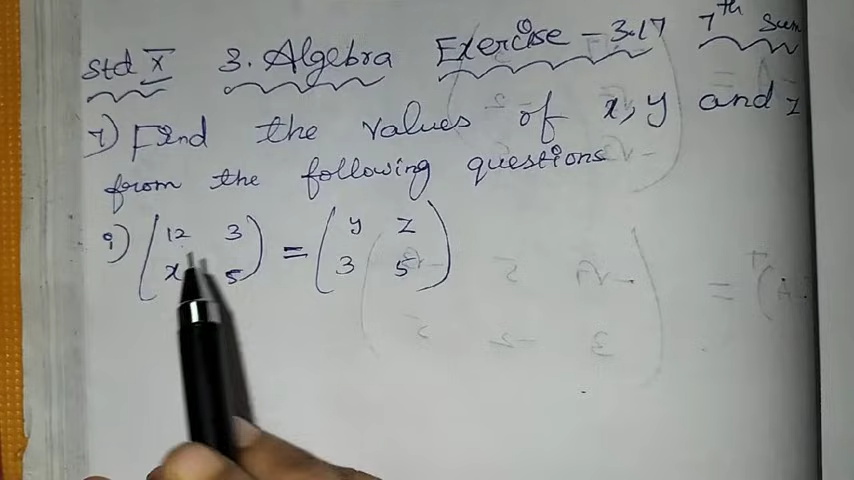 Std X 3. Algebra Exercise - 3.17 7th Sum
7) Find the values of x, y and z
from the following questions
i) (12 3) = (y z)
(x 5) (3 5)